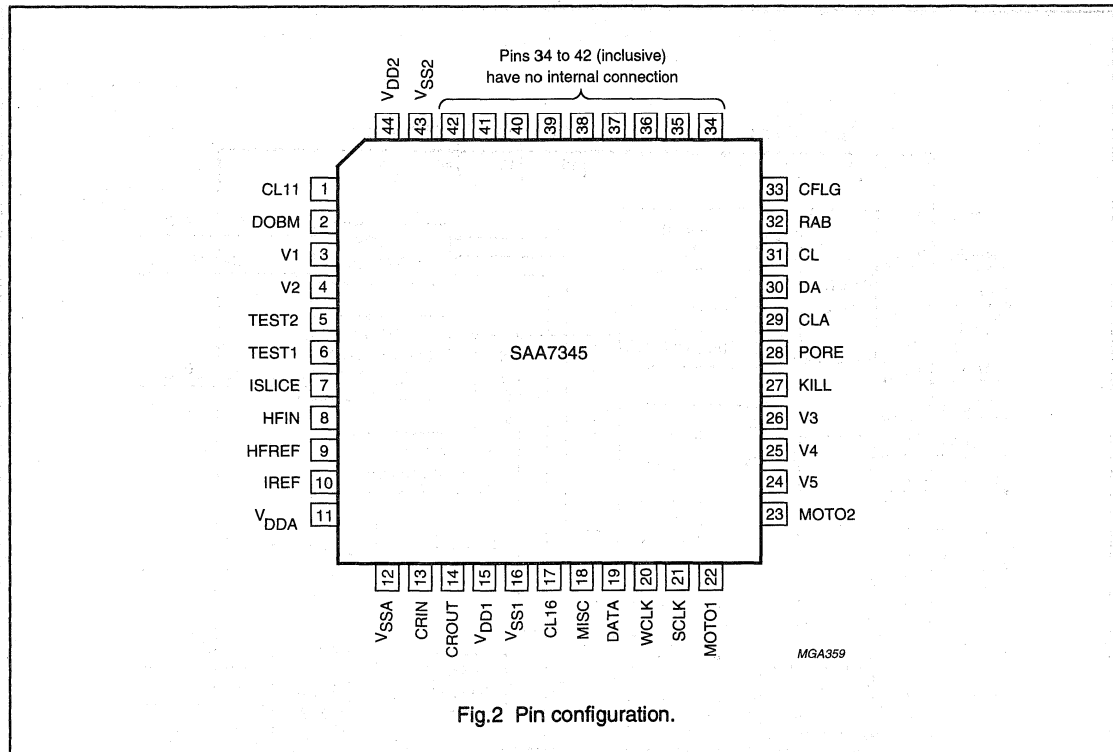 Pins 34 to 42 (inclusive)
have no internal connection
VDD2
VSS2
44 43 42 41 40 39 38 37 36 35 34
CL11 1
DOBM 2
V1 3
V2 4
TEST2 5
TEST1 6
ISLICE 7
HFIN 8
HFREF 9
IREF 10
VDDA 11
SAA7345
33 CFLG
32 RAB
31 CL
30 DA
29 CLA
28 PORE
27 KILL
26 V3
25 V4
24 V5
23 MOTO2
12 13 14 15 16 17 18 19 20 21 22
VSSA
CRIN
CROUT
VDD1
VSS1
CL16
MISC
DATA
WCLK
SCLK
MOTO1
MGA359
Fig.2 Pin configuration.